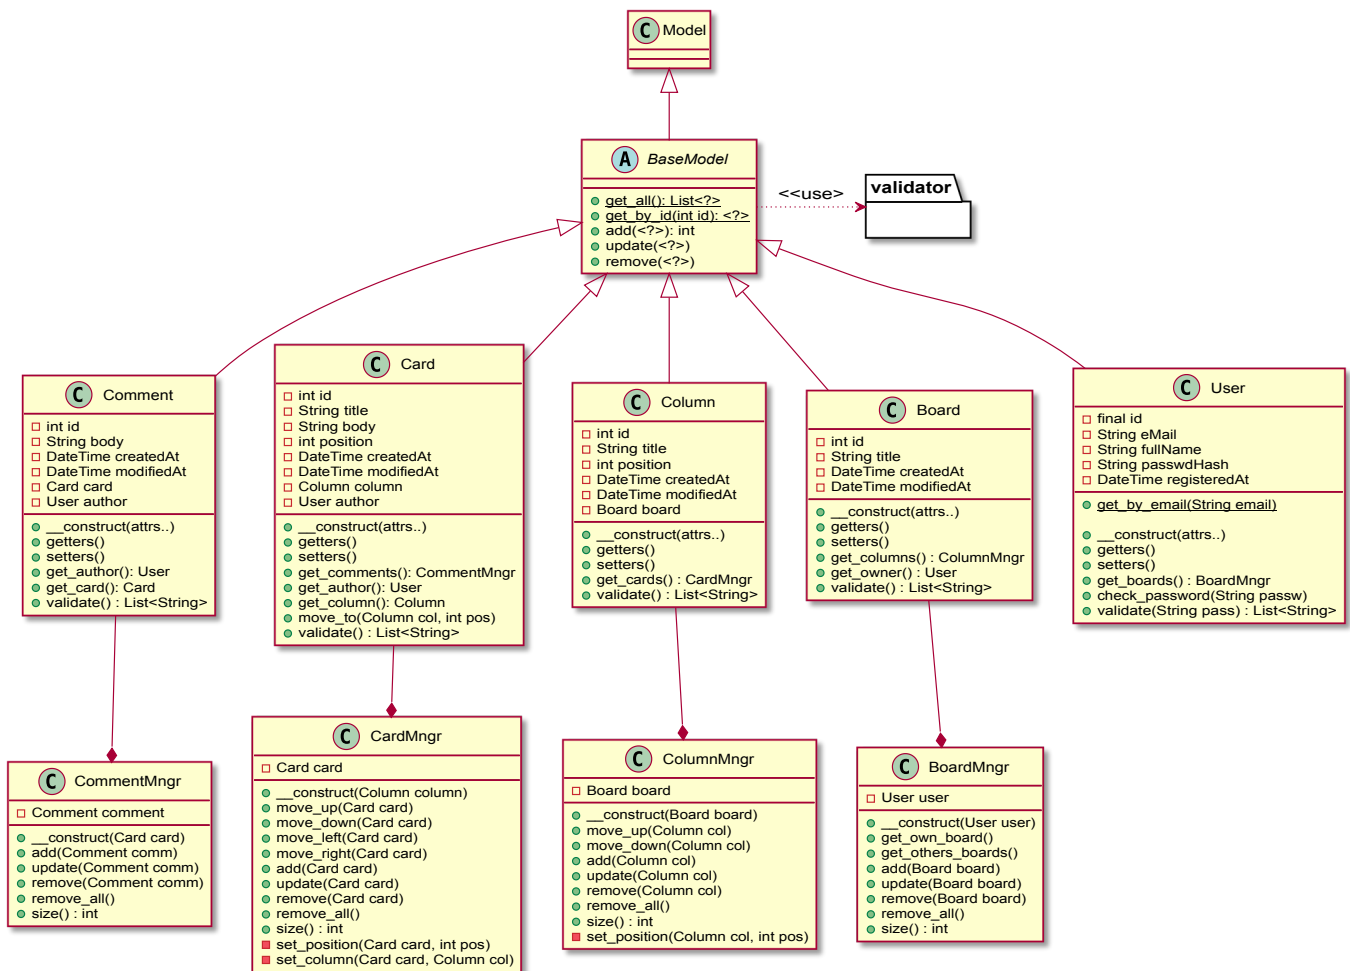 C Model
A BaseModel
get_all(): List<?>
get_by_id(int id): <?>
add(<?>): int
update(<?>)
remove(<?>)
<<use>
validator
C Comment
int id
String body
DateTime createdAt
DateTime modifiedAt
Card card
User author
__construct(attrs..)
getters()
setters()
get_author(): User
get_card(): Card
validate() : List<String>
C Card
int id
String title
String body
int position
DateTime createdAt
DateTime modifiedAt
Column column
User author
__construct(attrs..)
getters()
setters()
get_comments(): CommentMngr
get_author(): User
get_column(): Column
move_to(Column col, int pos)
validate() : List<String>
C Column
int id
String title
int position
DateTime createdAt
DateTime modifiedAt
Board board
__construct(attrs..)
getters()
setters()
get_cards() : CardMngr
validate() : List<String>
C Board
int id
String title
DateTime createdAt
DateTime modifiedAt
__construct(attrs..)
getters()
setters()
get_columns() : ColumnMngr
get_owner() : User
validate() : List<String>
C User
final id
String eMail
String fullName
String passwdHash
DateTime registeredAt
get_by_email(String email)
__construct(attrs..)
getters()
setters()
get_boards() : BoardMngr
check_password(String passw)
validate(String pass) : List<String>
C CommentMngr
Comment comment
__construct(Card card)
add(Comment comm)
update(Comment comm)
remove(Comment comm)
remove_all()
size() : int
C CardMngr
Card card
__construct(Column column)
move_up(Card card)
move_down(Card card)
move_left(Card card)
move_right(Card card)
add(Card card)
update(Card card)
remove(Card card)
remove_all()
size() : int
set_position(Card card, int pos)
set_column(Card card, Column col)
C ColumnMngr
Board board
__construct(Board board)
move_up(Column col)
move_down(Column col)
add(Column col)
update(Column col)
remove(Column col)
remove_all()
size() : int
set_position(Column col, int pos)
C BoardMngr
User user
__construct(User user)
get_own_board()
get_others_boards()
add(Board board)
update(Board board)
remove(Board board)
remove_all()
size() : int